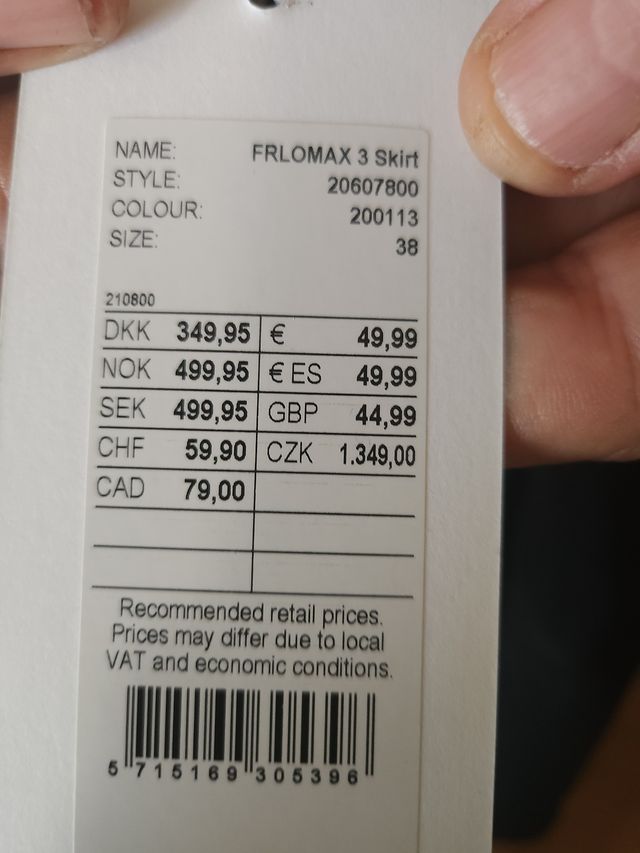 NAME: FRLOMAX 3 Skirt
STYLE: 20607800
COLOUR: 200113
SIZE: 38
210800
DKK 349,95 € 49,99
NOK 499,95 € ES 49,99
SEK 499,95 GBP 44,99
CHF 59,90 CZK 1.349,00
CAD 79,00
Recommended retail prices.
Prices may differ due to local
VAT and economic conditions.
5 715169 305396